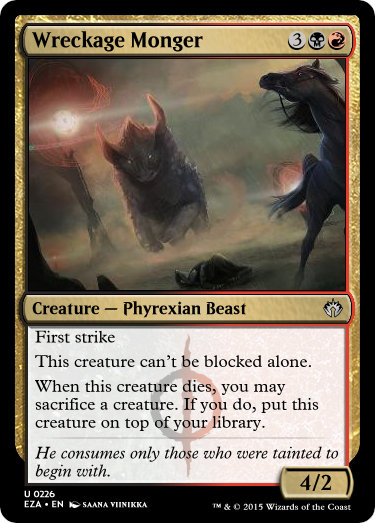 Wreckage Monger 3
Creature — Phyrexian Beast
First strike
This creature can't be blocked alone.
When this creature dies, you may
sacrifice a creature. If you do, put this
creature on top of your library.
He consumes only those who were tainted to
begin with.
4/2
U 0226
EZA • EN SAANA VIINIKKA
™ & © 2015 Wizards of the Coast